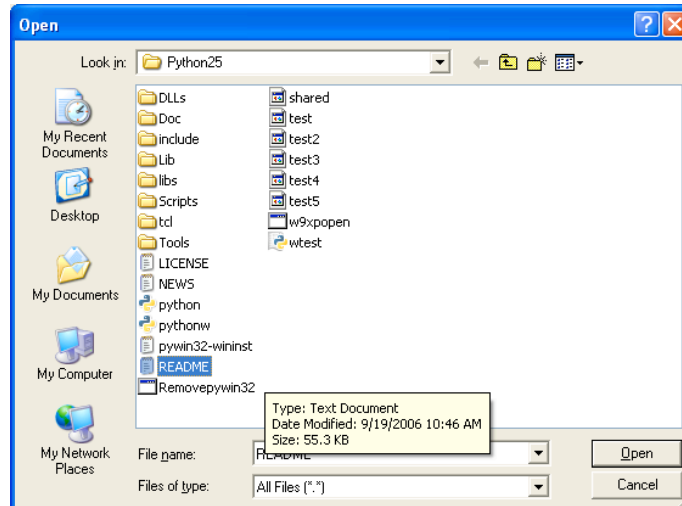 Open
Look in: Python25
My Recent
Documents
Desktop
My Documents
My Computer
My Network
Places
DLLs
Doc
include
Lib
libs
Scripts
tcl
Tools
LICENSE
NEWS
python
pythonw
pywin32-wininst
README
Removepywin32
shared
test
test2
test3
test4
test5
w9xpopen
wtest
Type: Text Document
Date Modified: 9/19/2006 10:46 AM
Size: 55.3 KB
File name: README
Open
Files of type: All Files (*.*)
Cancel